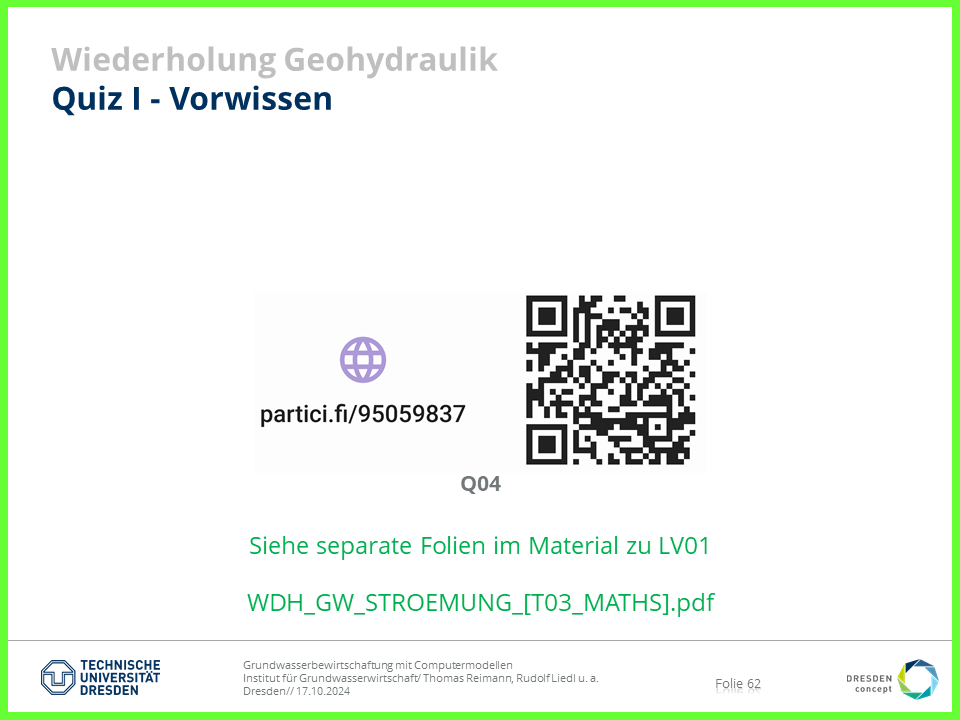 Wiederholung Geohydraulik
Quiz I - Vorwissen
partici.fi/95059837
Q04
Siehe separate Folien im Material zu LV01
WDH_GW_STROEMUNG_[T03_MATHS].pdf
TECHNISCHE
UNIVERSITÄT
DRESDEN
Grundwasserbewirtschaftung mit Computermodellen
Institut für Grundwasserwirtschaft/ Thomas Reimann, Rudolf Liedl u. a.
Dresden// 17.10.2024
Folie 62
DRESDEN
concept